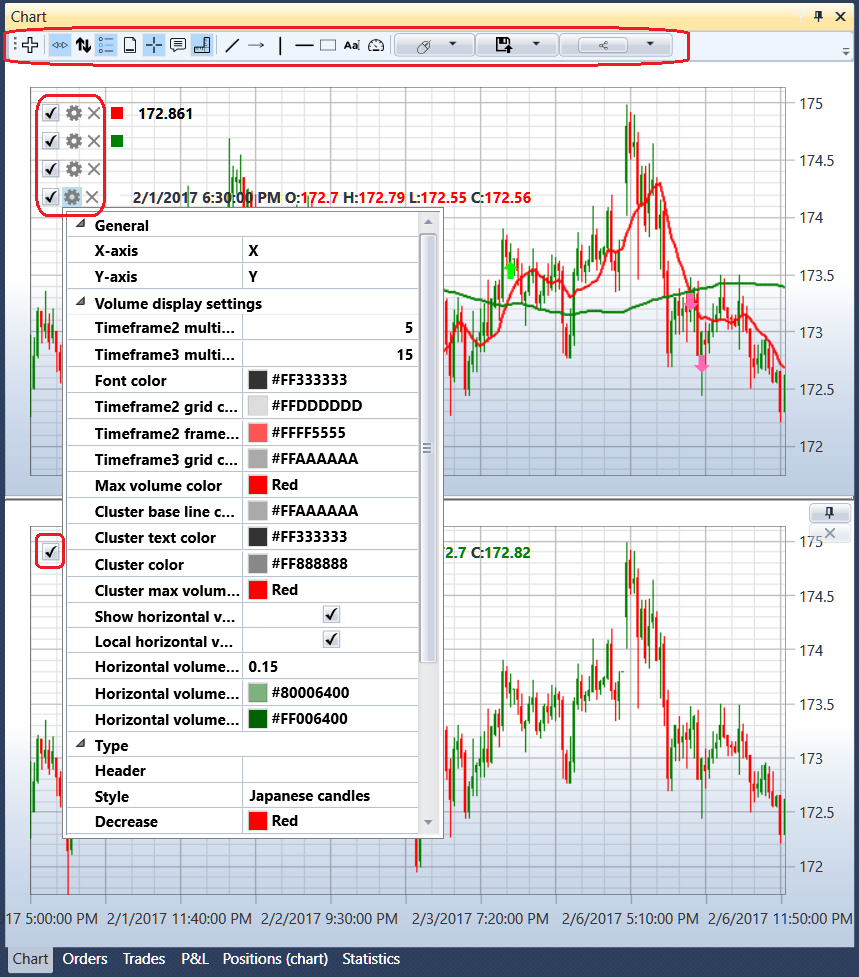 Chart
Aa
172.861
2/1/2017 6:30:00 PM O:172.7 H:172.79 L:172.55 C:172.56
175
174.5
174
173.5
173
172.5
172
General
X-axis X
Y-axis Y
Volume display settings
Timeframe2 multi... 5
Timeframe3 multi... 15
Font color #FF333333
Timeframe2 grid c... #FFDDDDDD
Timeframe2 frame... #FFFF5555
Timeframe3 grid c... #FFAAAAAA
Max volume color Red
Cluster base line c... #FFAAAAAA
Cluster text color #FF333333
Cluster color #FF888888
Cluster max volum... Red
Show horizontal v...
Local horizontal v...
Horizontal volume... 0.15
Horizontal volume... #80006400
Horizontal volume... #FF006400
Type
Header
Style Japanese candles
Decrease Red
2.7 C:172.82
175
174.5
174
173.5
173
172.5
172
17 5:00:00 PM 2/1/2017 11:40:00 PM 2/2/2017 9:30:00 PM 2/3/2017 7:20:00 PM 2/6/2017 5:10:00 PM 2/6/2017 11:50:00 PM
Chart Orders Trades P&L Positions (chart) Statistics